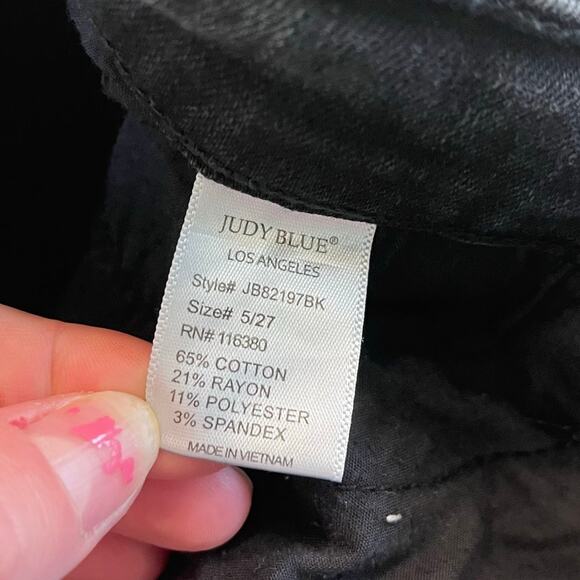 JUDY BLUE®
LOS ANGELES
Style# JB82197BK
Size# 5/27
RN# 116380
65% COTTON
21% RAYON
11% POLYESTER
3% SPANDEX
MADE IN VIETNAM